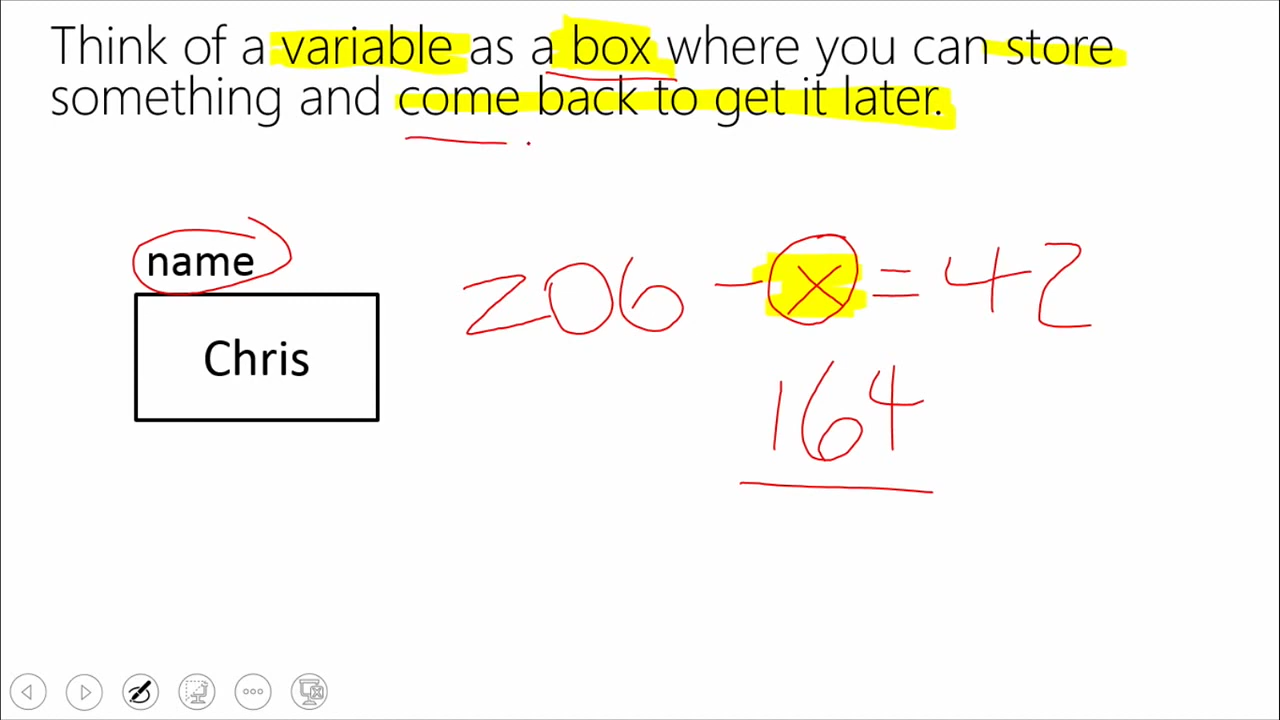 Think of a variable as a box where you can store
something and come back to get it later.
name
Chris
206 - x = 42
164